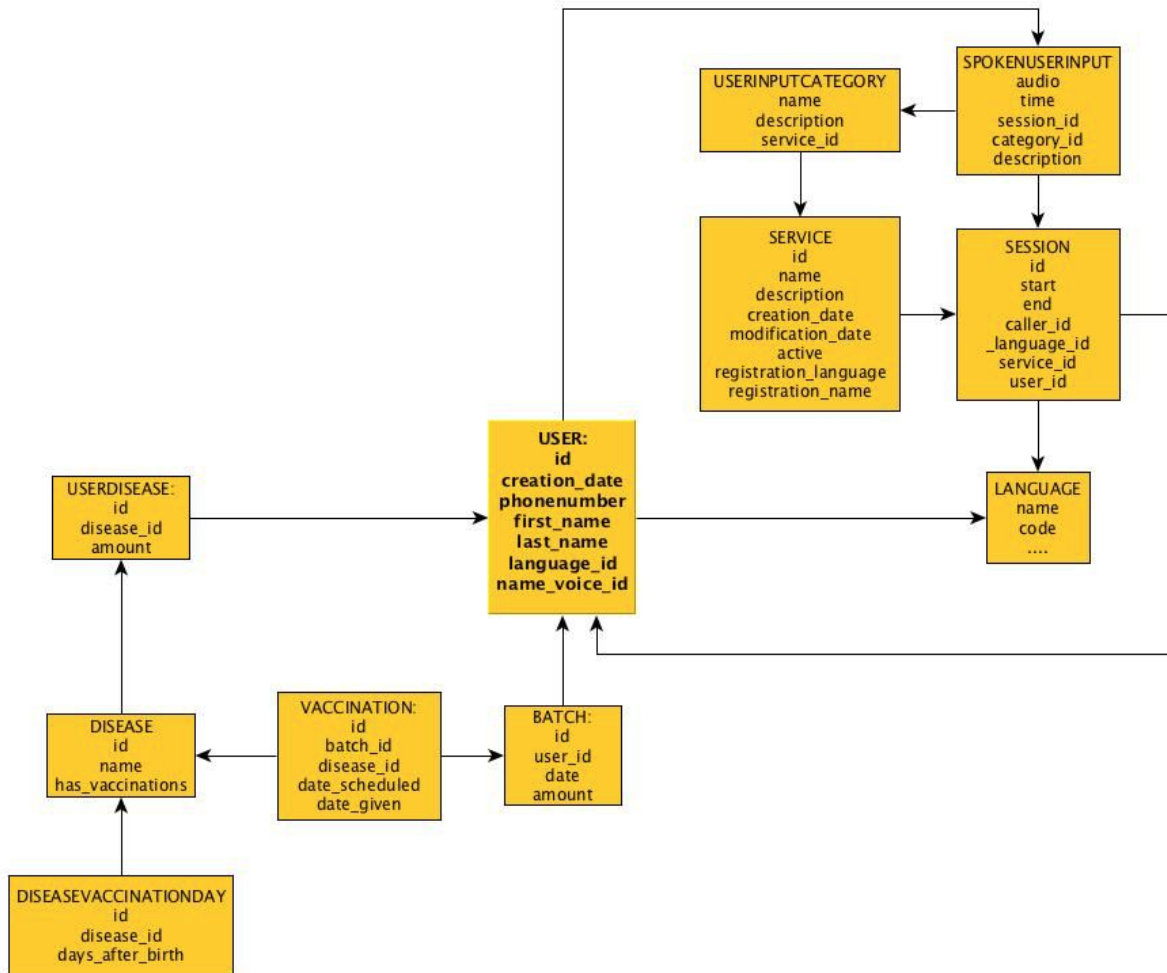 SPOKENUSERINPUT
audio
time
session_id
category_id
description
USERINPUTCATEGORY
name
description
service_id
SERVICE
id
name
description
creation_date
modification_date
active
registration_language
registration_name
SESSION
id
start
end
caller_id
_language_id
service_id
user_id
USER:
id
creation_date
phonenumber
first_name
last_name
language_id
name_voice_id
LANGUAGE
name
code
....
USERDISEASE:
id
disease_id
amount
DISEASE
id
name
has_vaccinations
VACCINATION:
id
batch_id
disease_id
date_scheduled
date_given
BATCH:
id
user_id
date
amount
DISEASEVACCINATIONDAY
id
disease_id
days_after_birth